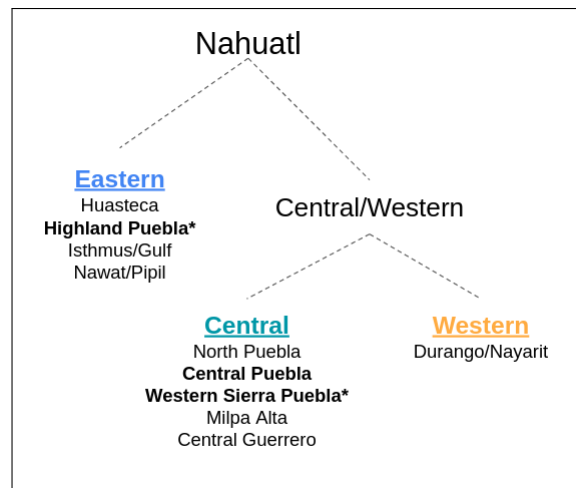 Nahuatl
Eastern
Huasteca
Highland Puebla*
Isthmus/Gulf
Nawat/Pipil
Central/Western
Central
North Puebla
Central Puebla
Western Sierra Puebla*
Milpa Alta
Central Guerrero
Western
Durango/Nayarit